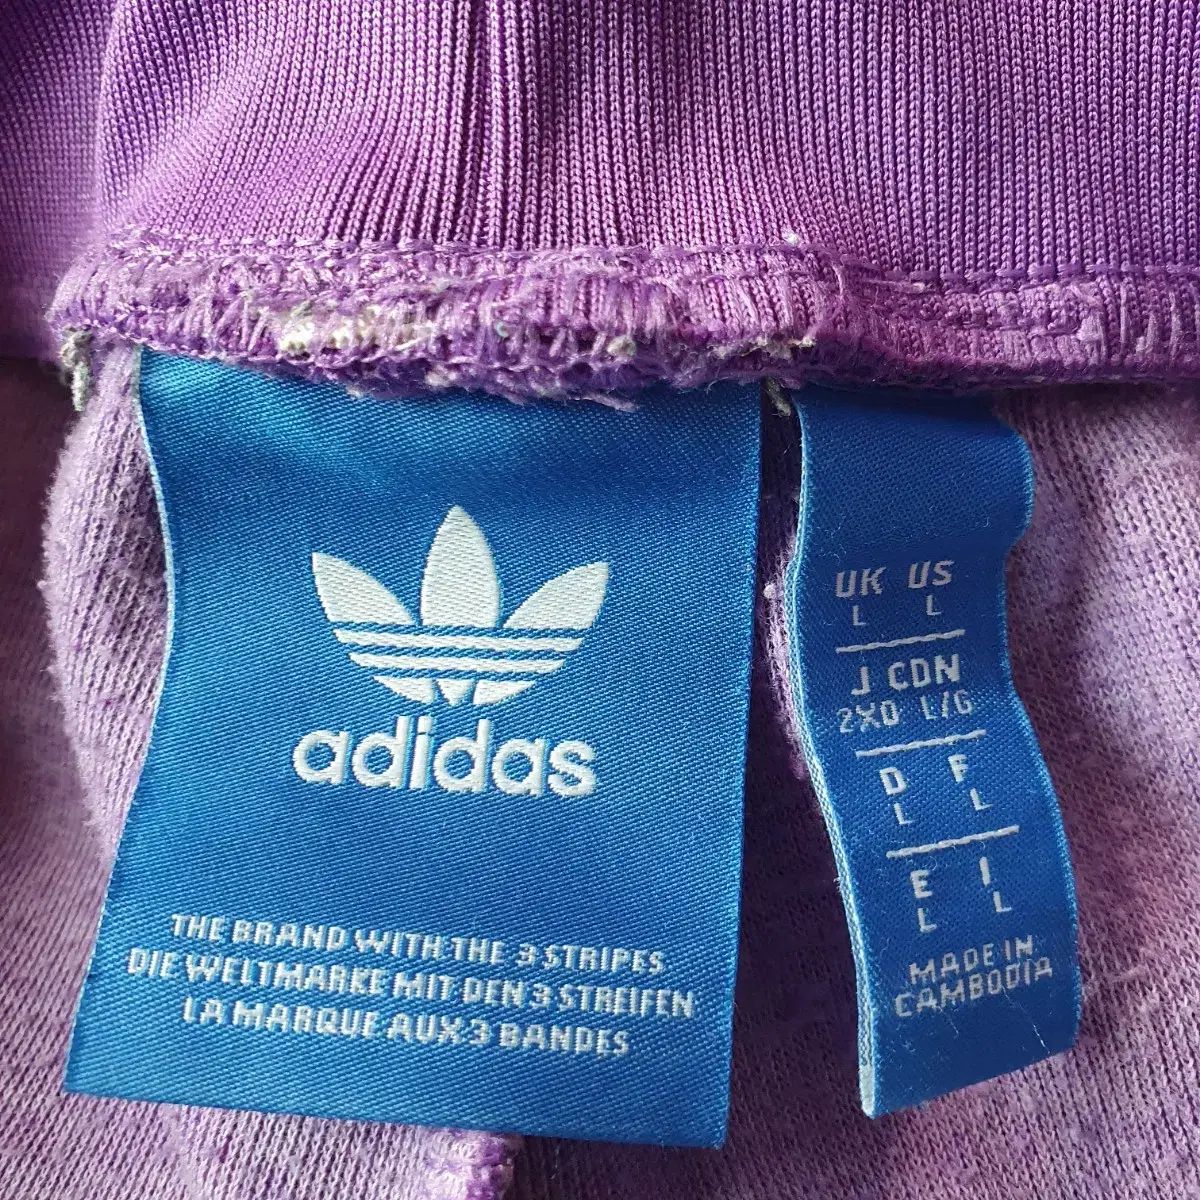 adidas
THE BRAND WITH THE 3 STRIPES
DIE WELTMARKE MIT DEN 3 STREIFEN
LA MARQUE AUX 3 BANDES
UK US
L L
J CDN
2XO L/G
D F
L L
E I
L L
MADE IN
CAMBODIA